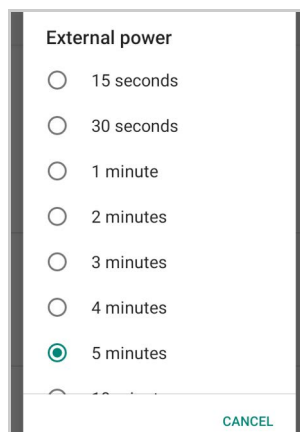 External power
15 seconds
30 seconds
1 minute
2 minutes
3 minutes
4 minutes
5 minutes
CANCEL